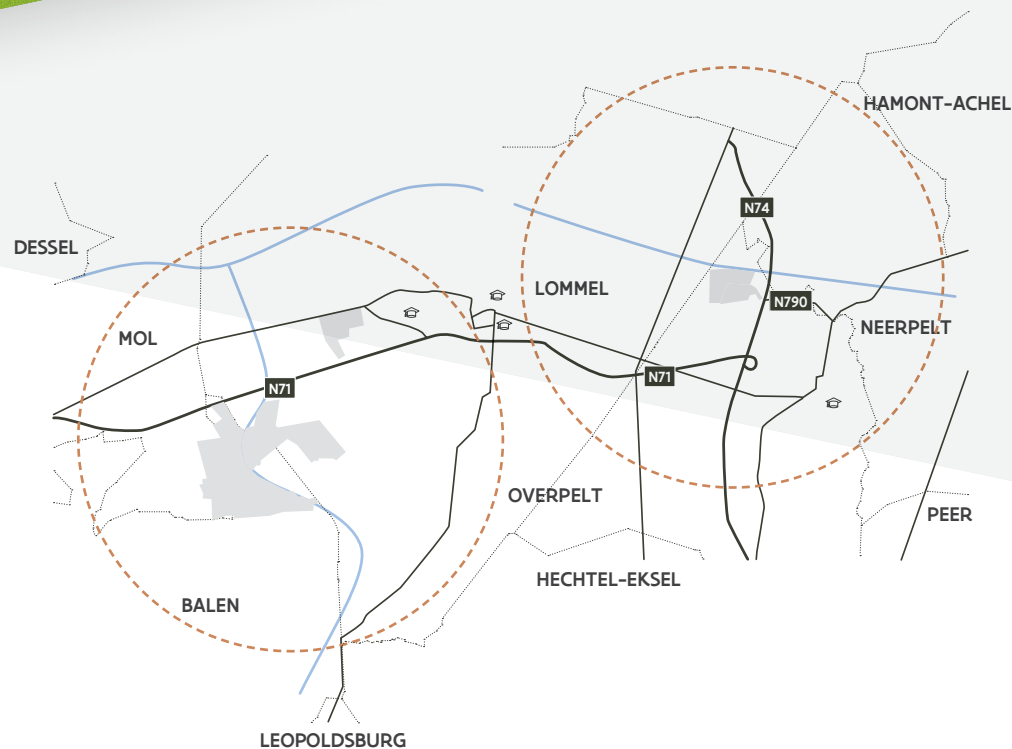 HAMONT-ACHEL
N74
DESSEL
LOMMEL
N790
NEERPELT
MOL
N71
N71
OVERPELT
PEER
HECHTEL-EKSEL
BALEN
LEOPOLDSBURG